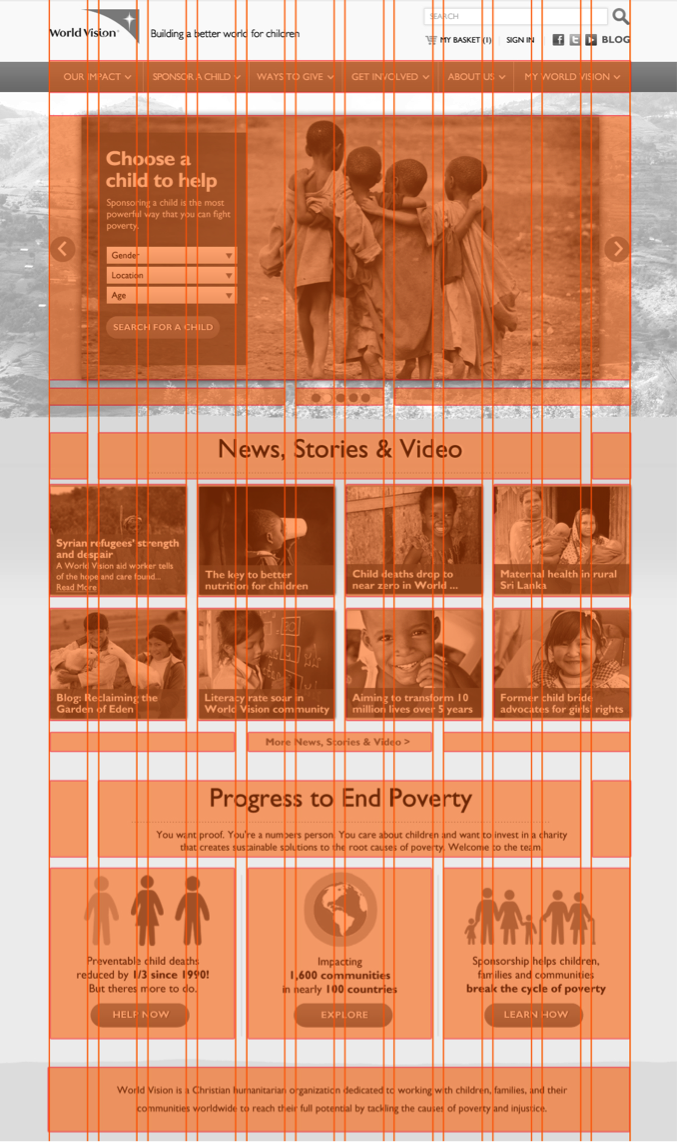 World Vision
Building a better world for children
SEARCH
MY BASKET (1) SIGN IN BLOG
OUR IMPACT SPONSOR A CHILD WAYS TO GIVE GET INVOLVED ABOUT US MY WORLD VISION
Choose a
child to help
Sponsoring a child is the most
powerful way that you can fight
poverty.
Gender
Location
Age
SEARCH FOR A CHILD
News, Stories & Video
Syrian refugees' strength
and despair
A World Vision aid worker tells
of the hope and care found...
Read More
The key to better
nutrition for children
Child deaths drop to
near zero in World ...
Maternal health in rural
Sri Lanka
Blog: Reclaiming the
Garden of Eden
Literacy rate soar in
World Vision community
Aiming to transform 10
million lives over 5 years
Former child bride
advocates for girls' rights
More News, Stories & Video >
Progress to End Poverty
You want proof. You're a numbers person. You care about children and want to invest in a charity
that creates sustainable solutions to the root causes of poverty. Welcome to the team.
Preventable child deaths
reduced by 1/3 since 1990!
But theres more to do.
HELP NOW
Impacting
1,600 communities
in nearly 100 countries
EXPLORE
Sponsorship helps children,
families and communities
break the cycle of poverty
LEARN HOW
World Vision is a Christian humanitarian organization dedicated to working with children, families, and their
communities worldwide to reach their full potential by tackling the causes of poverty and injustice.